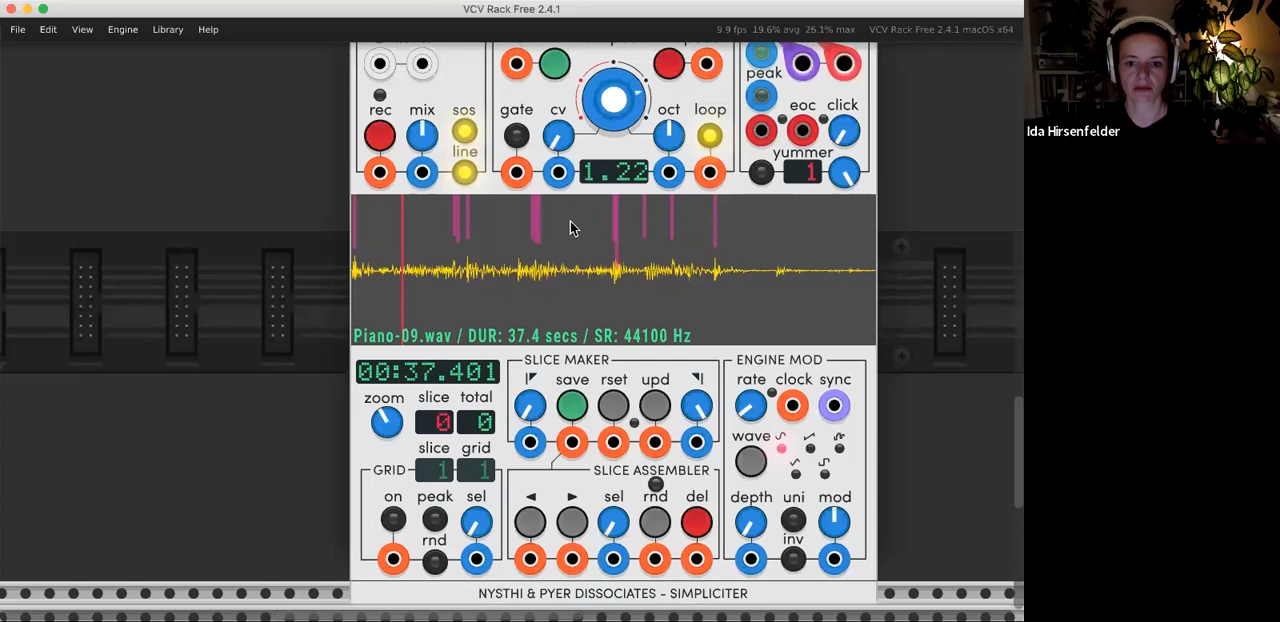 VCV Rack Free 2.4.1
File Edit View Engine Library Help
9.9 fps 19.6% avg 26.1% max VCV Rack Free 2.4.1 macOS x64
peak
rec mix sos
gate cv oct loop
eoc click
line
yummer
1.22
1
Piano-09.wav / DUR: 37.4 secs / SR: 44100 Hz
SLICE MAKER
ENGINE MOD
00:37.401
save rset upd
rate clock sync
zoom
slice total
0 0
wave
slice grid
GRID 1 1
SLICE ASSEMBLER
on peak sel
sel rnd del
depth uni mod
rnd
inv
NYSTHI & PYER DISSOCIATES - SIMPLICITER
Ida Hirsenfelder